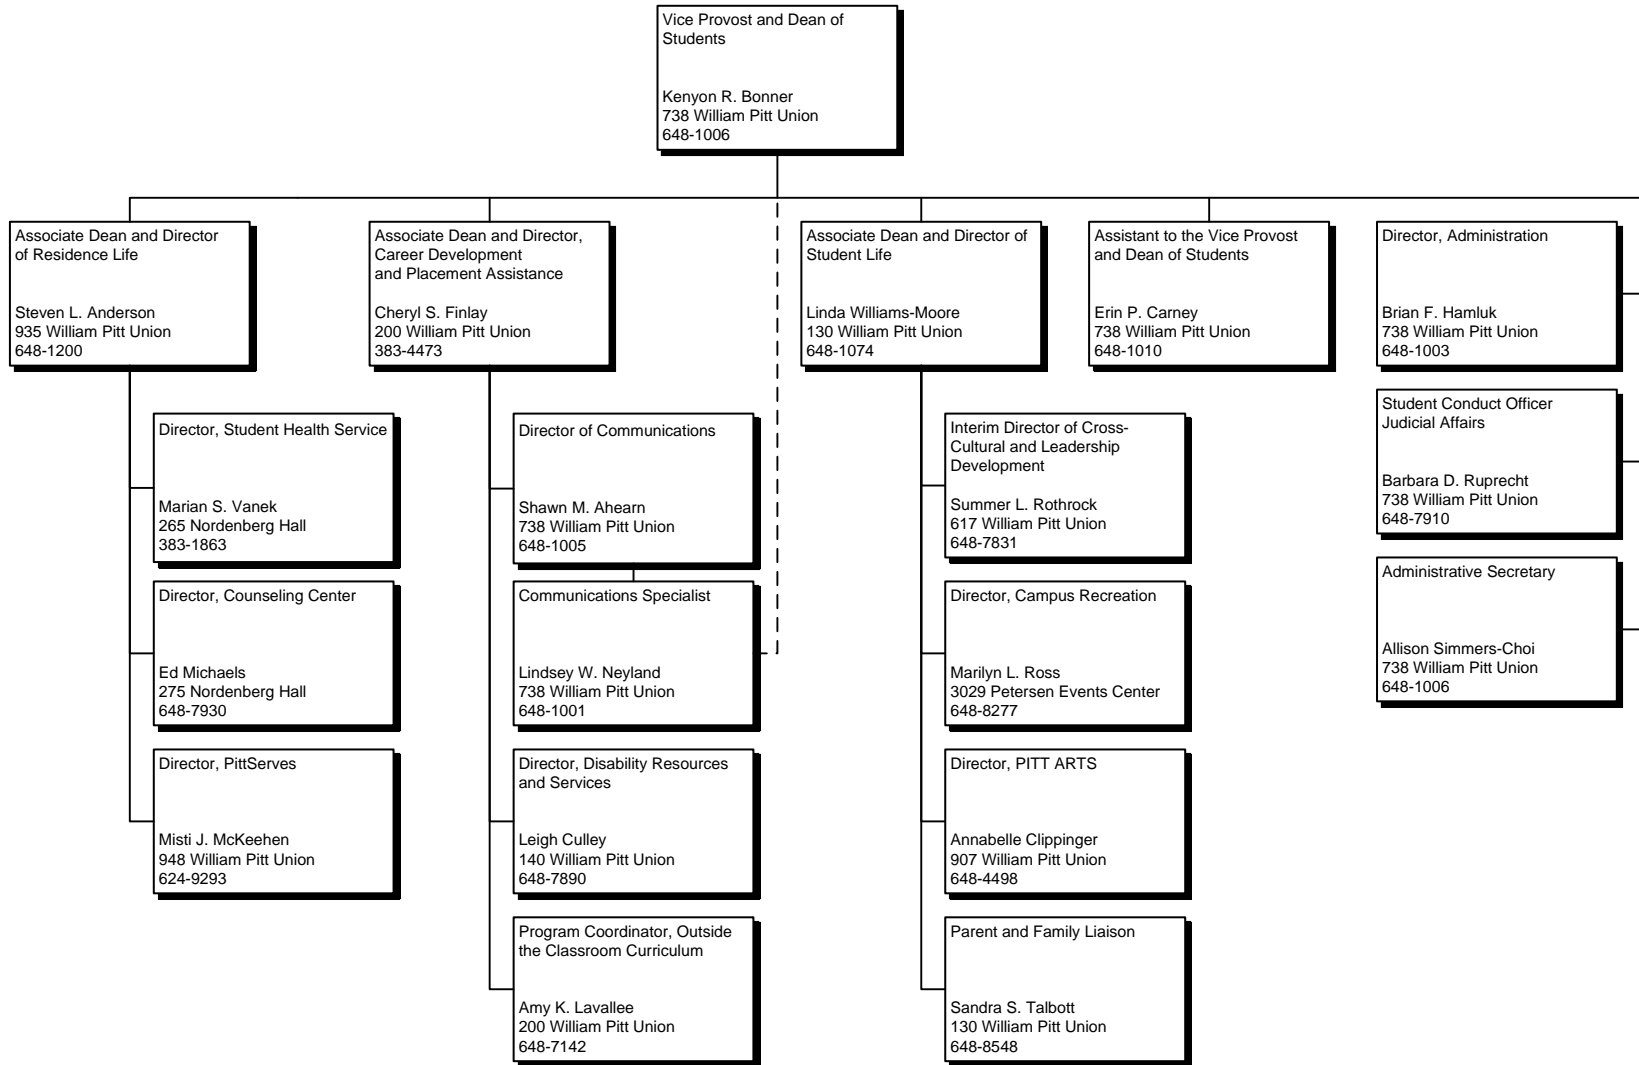 Vice Provost and Dean of
Students
Kenyon R. Bonner
738 William Pitt Union
648-1006
Associate Dean and Director
of Residence Life
Steven L. Anderson
935 William Pitt Union
648-1200
Associate Dean and Director,
Career Development
and Placement Assistance
Cheryl S. Finlay
200 William Pitt Union
383-4473
Associate Dean and Director of
Student Life
Linda Williams-Moore
130 William Pitt Union
648-1074
Assistant to the Vice Provost
and Dean of Students
Erin P. Carney
738 William Pitt Union
648-1010
Director, Administration
Brian F. Hamluk
738 William Pitt Union
648-1003
Student Conduct Officer
Judicial Affairs
Barbara D. Ruprecht
738 William Pitt Union
648-7910
Administrative Secretary
Allison Simmers-Choi
738 William Pitt Union
648-1006
Director, Student Health Service
Marian S. Vanek
265 Nordenberg Hall
383-1863
Director, Counseling Center
Ed Michaels
275 Nordenberg Hall
648-7930
Director, PittServes
Misti J. McKeehen
948 William Pitt Union
624-9293
Director of Communications
Shawn M. Ahearn
738 William Pitt Union
648-1005
Communications Specialist
Lindsey W. Neyland
738 William Pitt Union
648-1001
Director, Disability Resources
and Services
Leigh Culley
140 William Pitt Union
648-7890
Program Coordinator, Outside
the Classroom Curriculum
Amy K. Lavallee
200 William Pitt Union
648-7142
Interim Director of Cross-
Cultural and Leadership
Development
Summer L. Rothrock
617 William Pitt Union
648-7831
Director, Campus Recreation
Marilyn L. Ross
3029 Petersen Events Center
648-8277
Director, PITT ARTS
Annabelle Clippinger
907 William Pitt Union
648-4498
Parent and Family Liaison
Sandra S. Talbott
130 William Pitt Union
648-8548